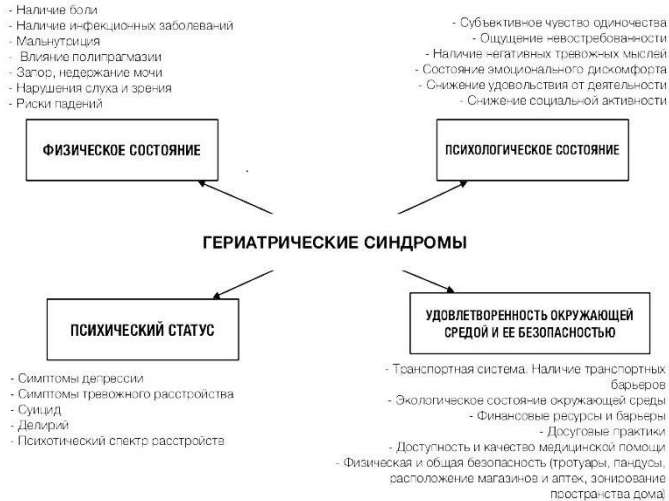 - Наличие боли
- Наличие инфекционных заболеваний
- Мальнутриция
- Влияние полипрагмазии
- Запор, недержание мочи
- Нарушения слуха и зрения
- Риски падений
ФИЗИЧЕСКОЕ СОСТОЯНИЕ
- Субъективное чувство одиночества
- Ощущение невостребованности
- Наличие негативных тревожных мыслей
- Состояние эмоционального дискомфорта
- Снижение удовольствия от деятельности
- Снижение социальной активности
ПСИХОЛОГИЧЕСКОЕ СОСТОЯНИЕ
ГЕРИАТРИЧЕСКИЕ СИНДРОМЫ
ПСИХИЧЕСКИЙ СТАТУС
- Симптомы депрессии
- Симптомы тревожного расстройства
- Суицид
- Делирий
- Психотический спектр расстройств
УДОВЛЕТВОРЕННОСТЬ ОКРУЖАЮЩЕЙ
СРЕДОЙ И ЕЕ БЕЗОПАСНОСТЬЮ
- Транспортная система. Наличие транспортных
барьеров
- Экологическое состояние окружающей среды
- Финансовые ресурсы и барьеры
- Досуговые практики
- Доступность и качество медицинской помощи
- Физическая и общая безопасность (тротуары, пандусы,
расположение магазинов и аптек, зонирование
пространства дома)